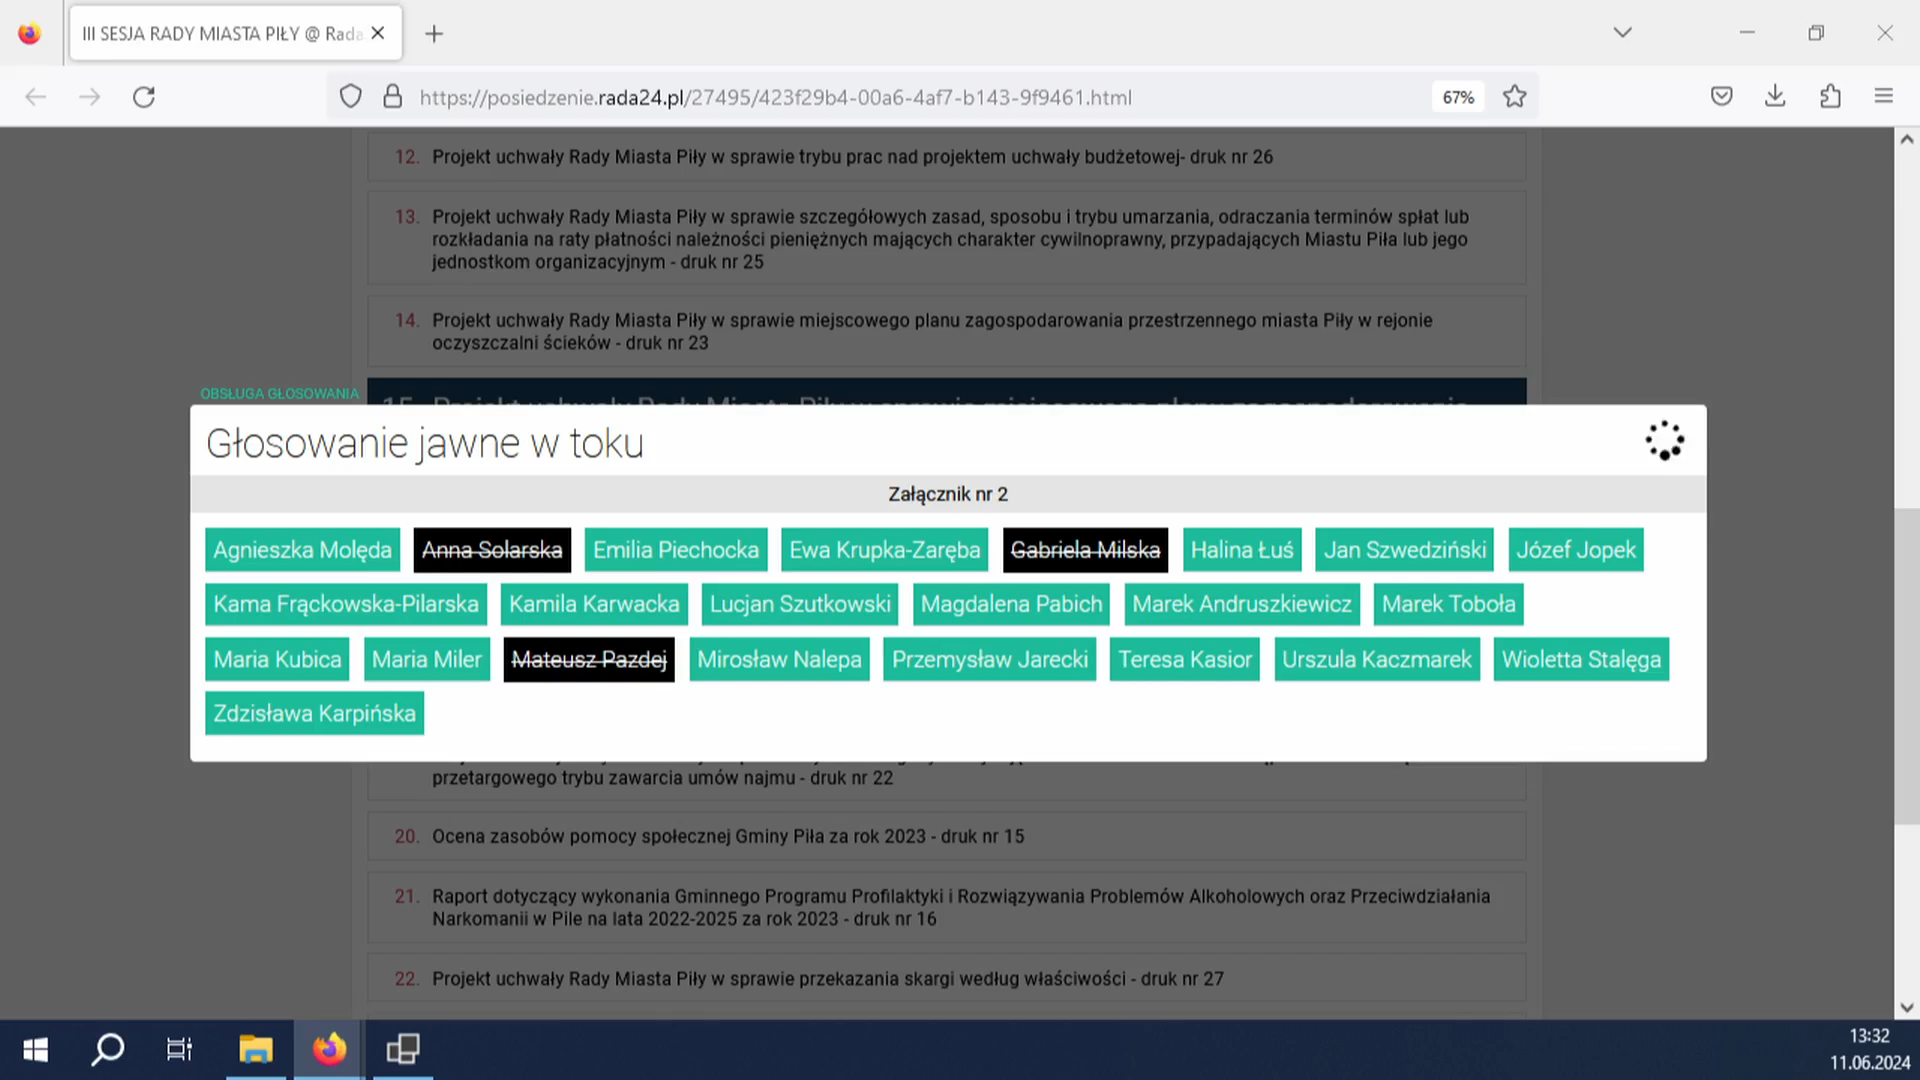 III SESJA RADY MIASTA PIŁY @ Rada
https://posiedzenie.rada24.pl/27495/423f29b4-00a6-4af7-b143-9f9461.html
67%
12. Projekt uchwały Rady Miasta Piły w sprawie trybu prac nad projektem uchwały budżetowej- druk nr 26
13. Projekt uchwały Rady Miasta Piły w sprawie szczegółowych zasad, sposobu i trybu umarzania, odraczania terminów spłat lub
rozkładania na raty płatności należności pieniężnych mających charakter cywilnoprawny, przypadających Miastu Piła lub jego
jednostkom organizacyjnym - druk nr 25
14. Projekt uchwały Rady Miasta Piły w sprawie miejscowego planu zagospodarowania przestrzennego miasta Piły w rejonie
oczyszczalni ścieków - druk nr 23
OBSŁUGA GŁOSOWANIA
15. Projekt uchwały Rady Miasta Piły w sprawie miejscowego planu zagospodarowania
Głosowanie jawne w toku
Załącznik nr 2
Agnieszka Molęda Anna Solarska Emilia Piechocka Ewa Krupka-Zaręba Gabriela Milska Halina Łuś Jan Szwedziński Józef Jopek
Kama Frąckowska-Pilarska Kamila Karwacka Lucjan Szutkowski Magdalena Pabich Marek Andruszkiewicz Marek Toboła
Maria Kubica Maria Miler Mateusz Pazdej Mirosław Nalepa Przemysław Jarecki Teresa Kasior Urszula Kaczmarek Wioletta Stalęga
Zdzisława Karpińska
przetargowego trybu zawarcia umów najmu - druk nr 22
20. Ocena zasobów pomocy społecznej Gminy Piła za rok 2023 - druk nr 15
21. Raport dotyczący wykonania Gminnego Programu Profilaktyki i Rozwiązywania Problemów Alkoholowych oraz Przeciwdziałania
Narkomanii w Pile na lata 2022-2025 za rok 2023 - druk nr 16
22. Projekt uchwały Rady Miasta Piły w sprawie przekazania skargi według właściwości - druk nr 27
13:32
11.06.2024